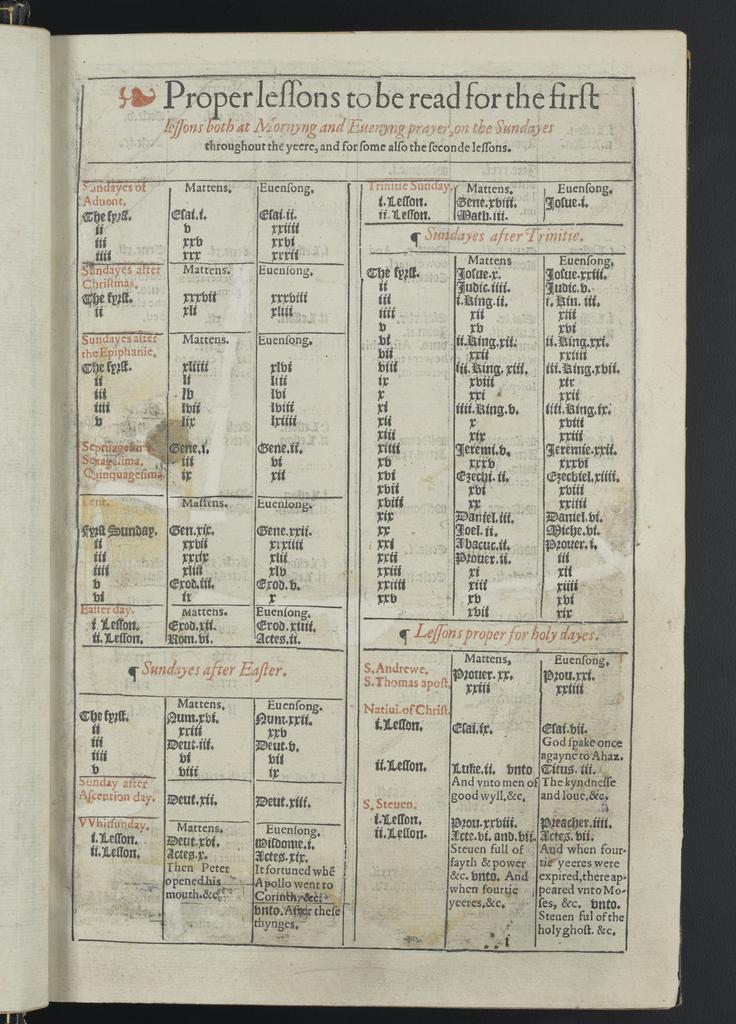 Proper lessons to be read for the first
lessons both at Mornyng and Euenyng prayer, on the Sundayes
throughout the yeere, and for some also the seconde lessons.
Sundayes of Aduent. Mattens. Euensong.
The fyrst. Esai.i. Esai.ii.
ii v xxiiii
iii xxv xxvi
iiii xxx xxxii
Sundayes after Christmas. Mattens. Euensong.
The fyrst. xxxvii xxxviii
ii xli xliii
Sundayes after the Epiphanie. Mattens. Euensong.
The fyrst. xliiii xlvi
ii li liii
iii lv lvi
iiii lvii lviii
v lix lxiiii
Septuagesima. Gene.i. Gene.ii.
Sexagesima. iii vi
Quinquagesima. ix xii
Lent. Mattens. Euensong.
Fyrst Sunday. Gen.xix. Gene.xxii.
ii xxvii xxxiiii
iii xxxix xlii
iiii xliii xlv
v Exod.iii. Exod.v.
vi ix x
Easter day. Mattens. Euensong.
i. Lesson. Exod.xii. Exod.xiiii.
ii. Lesson. Rom.vi. Actes.ii.
¶ Sundayes after Easter.
Mattens, Euensong.
The fyrst. Num.xvi. Num.xxii.
ii xxiii xxv
iii Deut.iii. Deut.v.
iiii vi vii
v viii ix
Sunday after Ascention day. Deut.xii. Deut.xiii.
VVhitsunday. Mattens. Euensong.
i. Lesson. Deut.xvi. Wisdome.i.
ii. Lesson. Actes.x. Actes.xix.
Then Peter
opened his
mouth.&c.
It fortuned whē
Apollo went to
Corinth, &c.
vnto. After these
thynges.
Trinitie Sunday. Mattens. Euensong.
i. Lesson. Gene.xviii. Josue.i.
ii. Lesson. Math.iii.
¶ Sundayes after Trinitie.
Mattens Euensong,
The fyrst. Josue.x. Josue.xxiii.
ii Judic.iiii. Judic.v.
iii i.King.ii. i.Kin.iii.
iiii xii xiii
v xv xvi
vi ii.King.xii. ii.King.xxi.
vii xxii xxiiii
viii iii.King.xiii. iii.King.xvii.
ix xviii xix
x xxi xxii
xi iiii.King.v. iiii.King.ix.
xii x xviii
xiii xix xxiii
xiiii Jeremi.v. Jeremie.xxii.
xv xxxv xxxvi
xvi Ezechi.ii. Ezechiel.xiiii.
xvii xvi xviii
xviii xx xxiiii
xix Daniel.iii. Daniel.vi.
xx Joel.ii. Miche.vi.
xxi Abacuc.ii. Prouer.i.
xxii Prouer.ii. iii
xxiii xi xii
xxiiii xiii xiiii
xxv xv xvi
xvii xix
¶ Lessons proper for holy dayes.
Mattens, Euensong.
S.Andrewe. Prouer.xx. Prou.xxi.
S.Thomas apost. xxiii xxiiii
Natiui.of Christ.
i.Lesson. Esai.ix. Esai.vii.
God spake once
agayne to Ahaz.
ii.Lesson. Luke.ii. vnto Titus.iii.
And vnto men of
good wyll,&c,
The kyndnesse
and loue,&c.
S.Steuen.
i.Lesson. Prou.xxviii. Preacher.iiii.
ii.Lesson. Acte.vi.and.vii. Actes.vii.
Steuen full of
fayth & power
&c. vnto. And
when fourtie
yeeres,&c.
And when four-
tie yeeres were
expired,there ap-
peared vnto Mo-
ses, &c. vnto.
Steuen ful of the
holy ghost. &c.
i